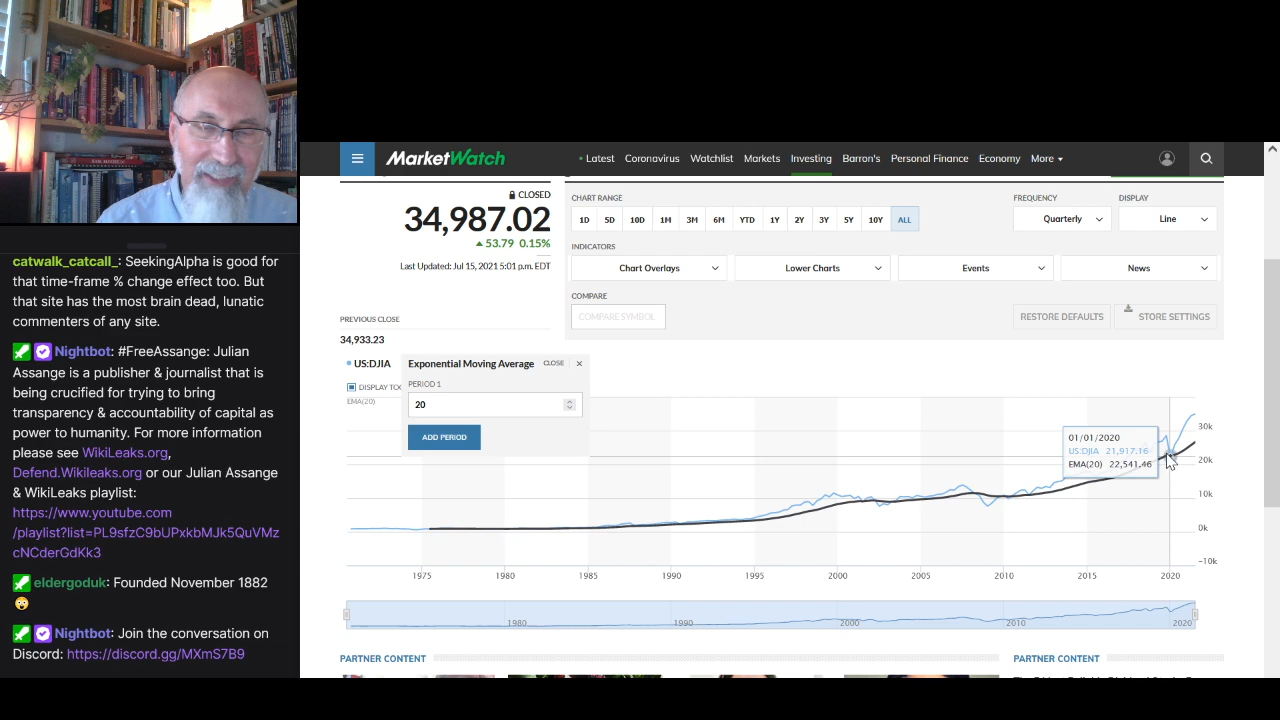 MarketWatch
Latest Coronavirus Watchlist Markets Investing Barron's Personal Finance Economy More
CLOSED
34,987.02
53.79 0.15%
Last Updated: Jul 15, 2021 5:01 p.m. EDT
PREVIOUS CLOSE
34,933.23
CHART RANGE
1D 5D 10D 1M 3M 6M YTD 1Y 2Y 3Y 5Y 10Y ALL
FREQUENCY
Quarterly
DISPLAY
Line
INDICATORS
Chart Overlays Lower Charts Events News
COMPARE
COMPARE SYMBOL
RESTORE DEFAULTS STORE SETTINGS
US:DJIA
DISPLAY TOO
EMA(20)
Exponential Moving Average CLOSE ×
PERIOD 1
20
ADD PERIOD
01/01/2020
US:DJIA 21,917.16
EMA(20) 22,541.46
30k
20k
10k
0k
-10k
1975 1980 1985 1990 1995 2000 2005 2010 2015 2020
1980 1990 2000 2010 2020
PARTNER CONTENT
PARTNER CONTENT
catwalk_catcall_: SeekingAlpha is good for
that time-frame % change effect too. But
that site has the most brain dead, lunatic
commenters of any site.
Nightbot: #FreeAssange: Julian
Assange is a publisher & journalist that is
being crucified for trying to bring
transparency & accountability of capital as
power to humanity. For more information
please see WikiLeaks.org,
Defend.Wikileaks.org or our Julian Assange
& WikiLeaks playlist:
https://www.youtube.com
/playlist?list=PL9sfzC9bUPxkbMJk5QuVMz
cNCderGdKk3
eldergoduk: Founded November 1882
😳
Nightbot: Join the conversation on
Discord: https://discord.gg/MXmS7B9